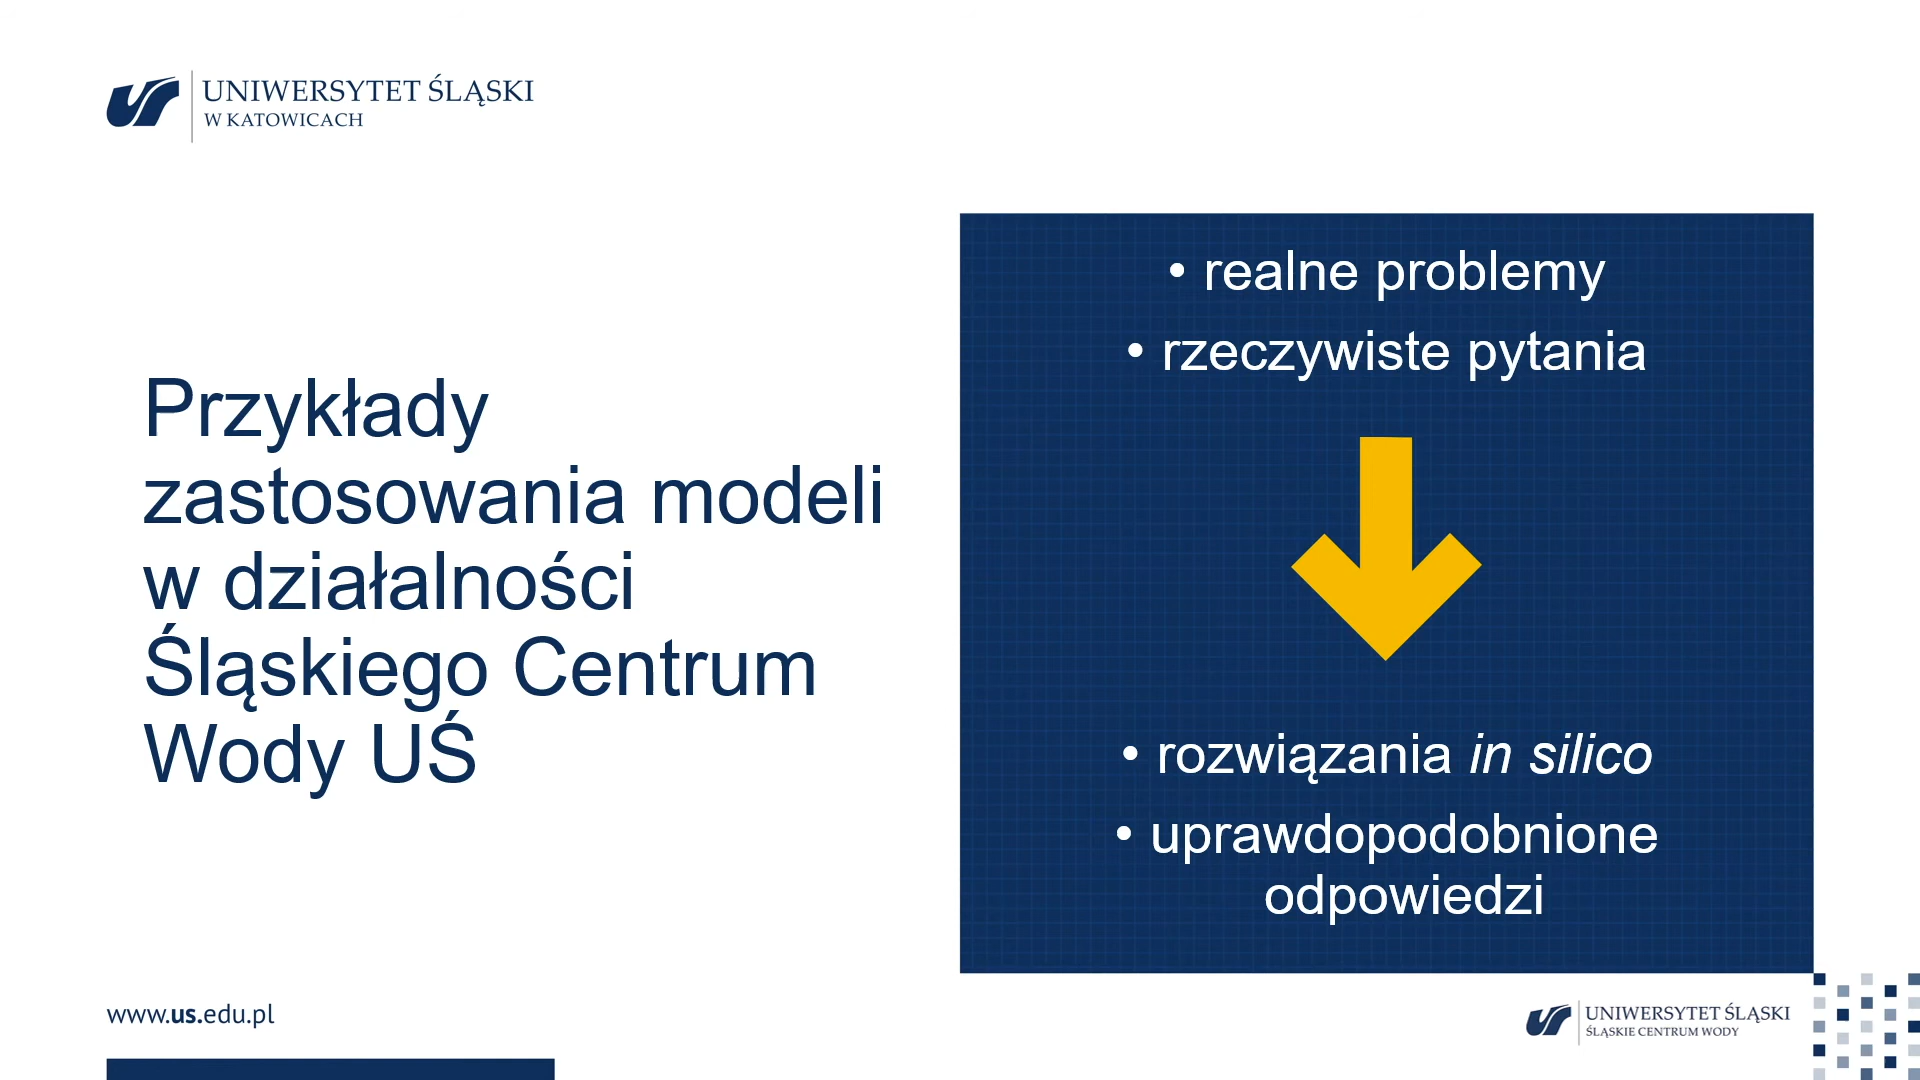 UNIWERSYTET ŚLĄSKI
W KATOWICACH
Przykłady
zastosowania modeli
w działalności
Śląskiego Centrum
Wody UŚ
• realne problemy
• rzeczywiste pytania
• rozwiązania in silico
• uprawdopodobnione
odpowiedzi
www.us.edu.pl
UNIWERSYTET ŚLĄSKI
ŚLĄSKIE CENTRUM WODY